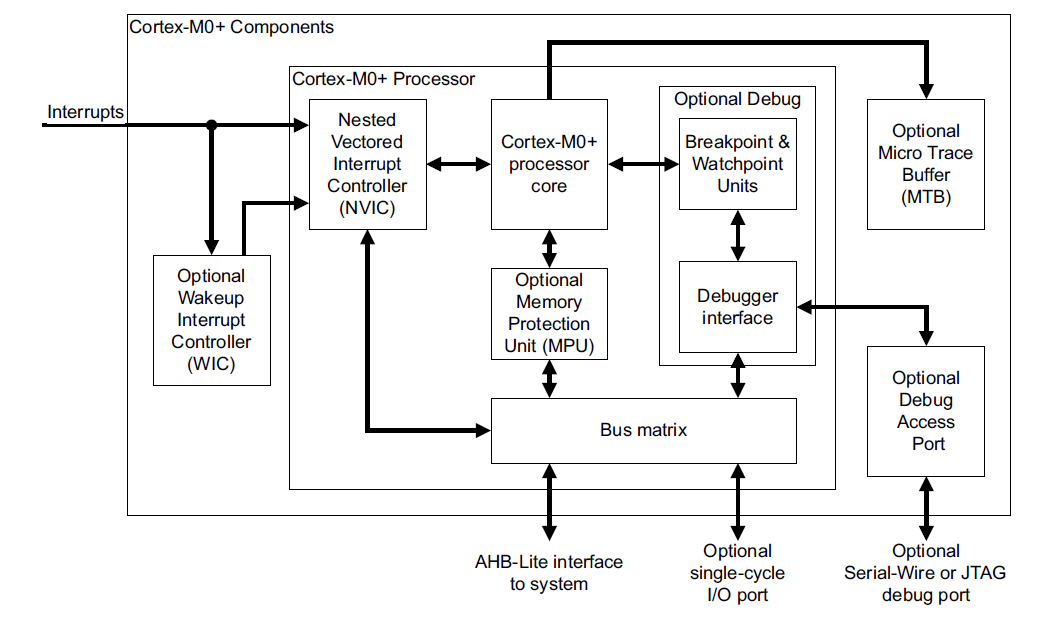 Cortex-M0+ Components
Cortex-M0+ Processor
Interrupts
Nested
Vectored
Interrupt
Controller
(NVIC)
Cortex-M0+
processor
core
Optional Debug
Breakpoint &
Watchpoint
Units
Optional
Micro Trace
Buffer
(MTB)
Optional
Wakeup
Interrupt
Controller
(WIC)
Optional
Memory
Protection
Unit (MPU)
Debugger
interface
Optional
Debug
Access
Port
Bus matrix
AHB-Lite interface
to system
Optional
single-cycle
I/O port
Optional
Serial-Wire or JTAG
debug port